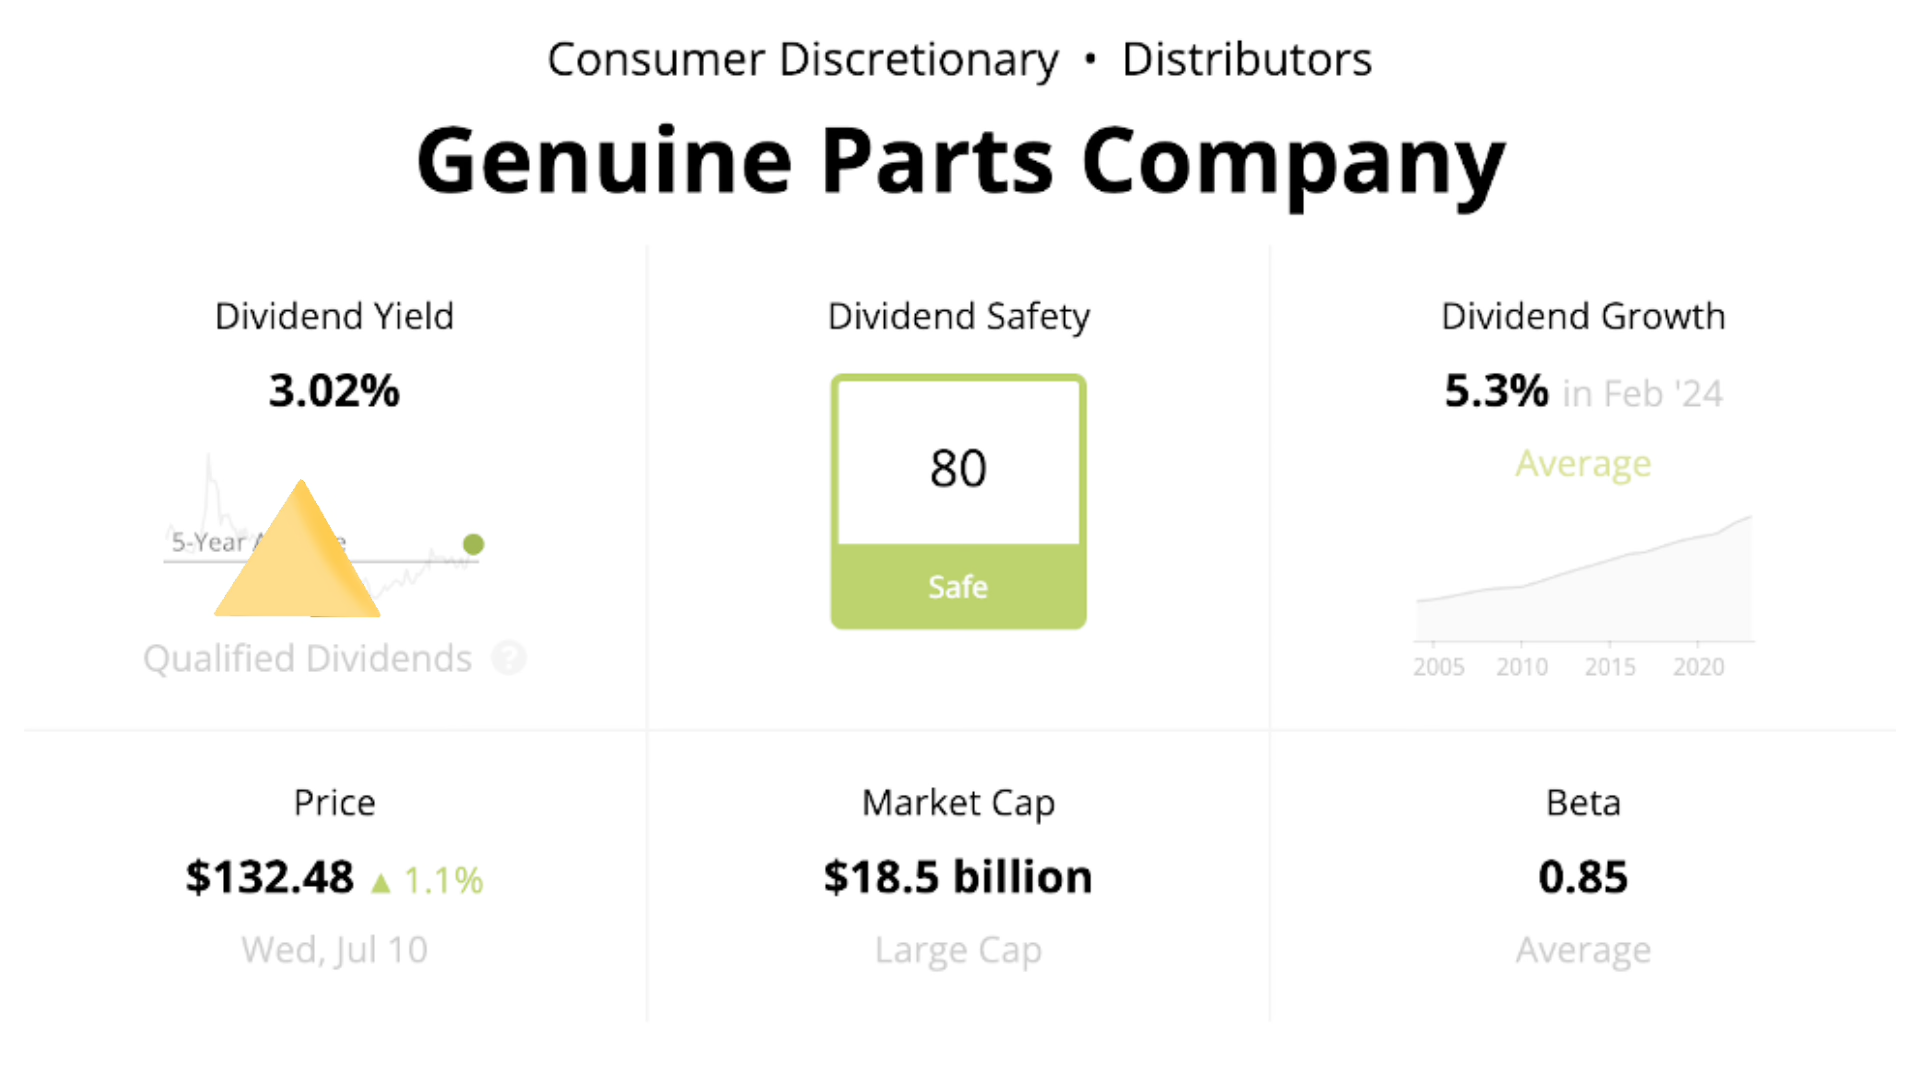 Consumer Discretionary • Distributors
Genuine Parts Company
Dividend Yield
3.02%
5-Year
Qualified Dividends ?
Dividend Safety
80
Safe
Dividend Growth
5.3% in Feb '24
Average
2005 2010 2015 2020
Price
$132.48 ▲ 1.1%
Wed, Jul 10
Market Cap
$18.5 billion
Large Cap
Beta
0.85
Average